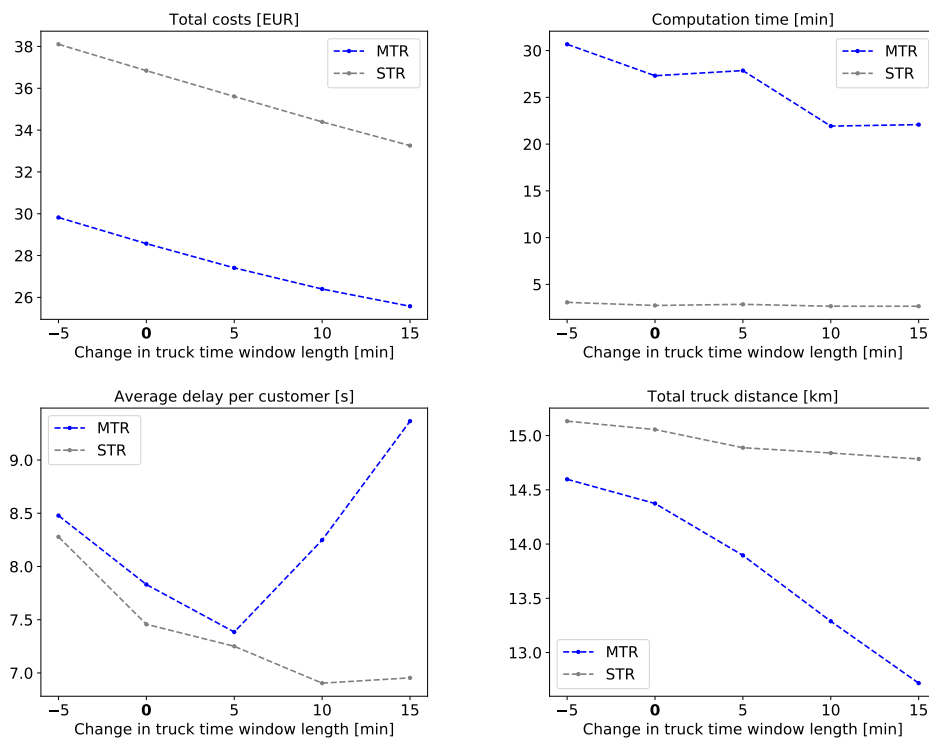 Total costs [EUR]
38
36
34
32
30
28
26
MTR
STR
−5 0 5 10 15
Change in truck time window length [min]
Computation time [min]
30
25
20
15
10
5
MTR
STR
−5 0 5 10 15
Change in truck time window length [min]
Average delay per customer [s]
9.0
8.5
8.0
7.5
7.0
MTR
STR
−5 0 5 10 15
Change in truck time window length [min]
Total truck distance [km]
15.0
14.5
14.0
13.5
13.0
MTR
STR
−5 0 5 10 15
Change in truck time window length [min]